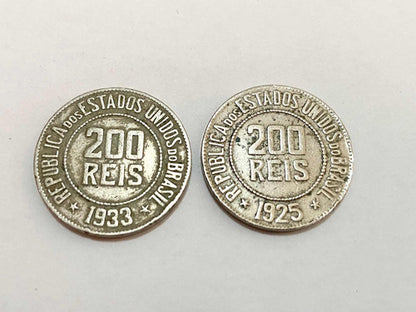 REPUBLICA DOS ESTADOS UNIDOS DO BRASIL
200
REIS
1933
REPUBLICA DOS ESTADOS UNIDOS DO BRASIL
200
REIS
1925